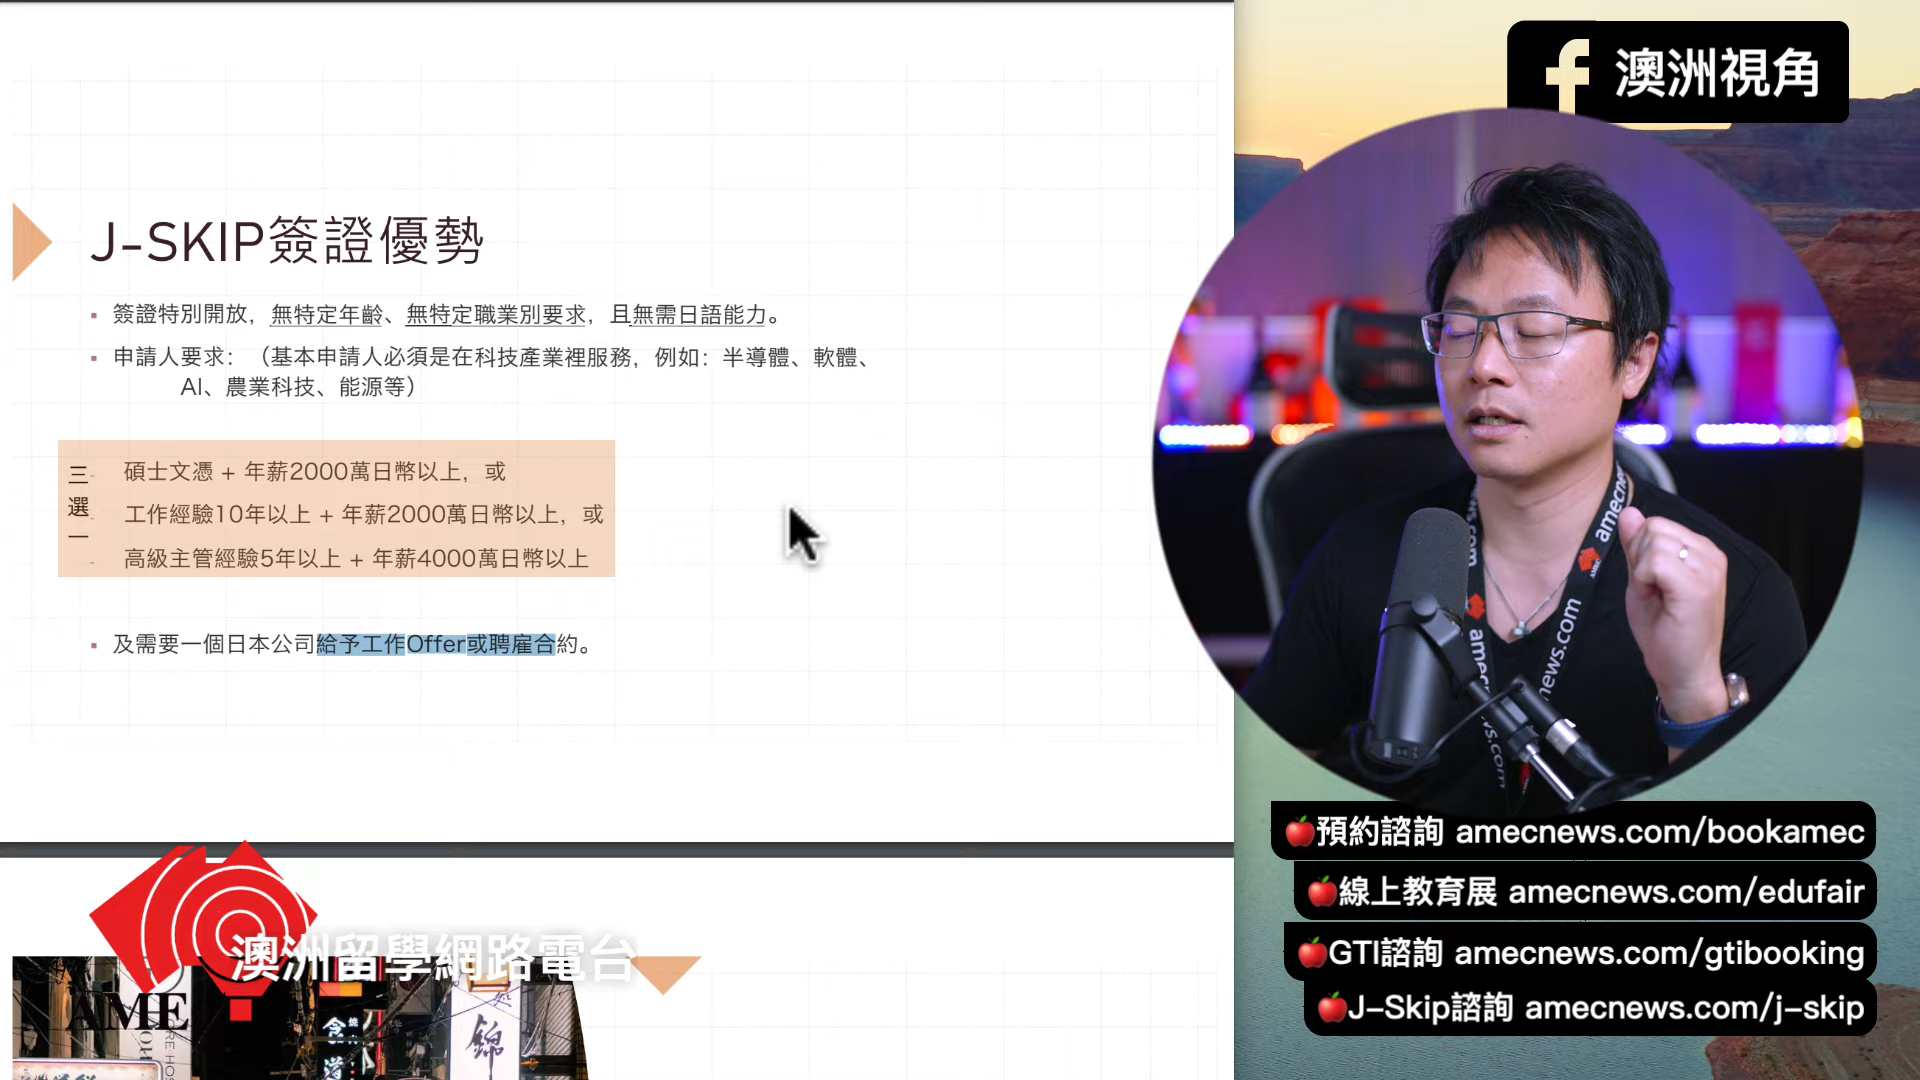 J-SKIP簽證優勢
▪ 簽證特別開放，無特定年齡、無特定職業別要求，且無需日語能力。
▪ 申請人要求：（基本申請人必須是在科技產業裡服務，例如：半導體、軟體、
AI、農業科技、能源等）
三選一
碩士文憑 + 年薪2000萬日幣以上，或
工作經驗10年以上 + 年薪2000萬日幣以上，或
高級主管經驗5年以上 + 年薪4000萬日幣以上
▪ 及需要一個日本公司給予工作Offer或聘雇合約。
澳洲留學網路電台
AME
錦
澳洲視角
amecnews.com
🍎預約諮詢 amecnews.com/bookamec
🍎線上教育展 amecnews.com/edufair
🍎GTI諮詢 amecnews.com/gtibooking
🍎J-Skip諮詢 amecnews.com/j-skip